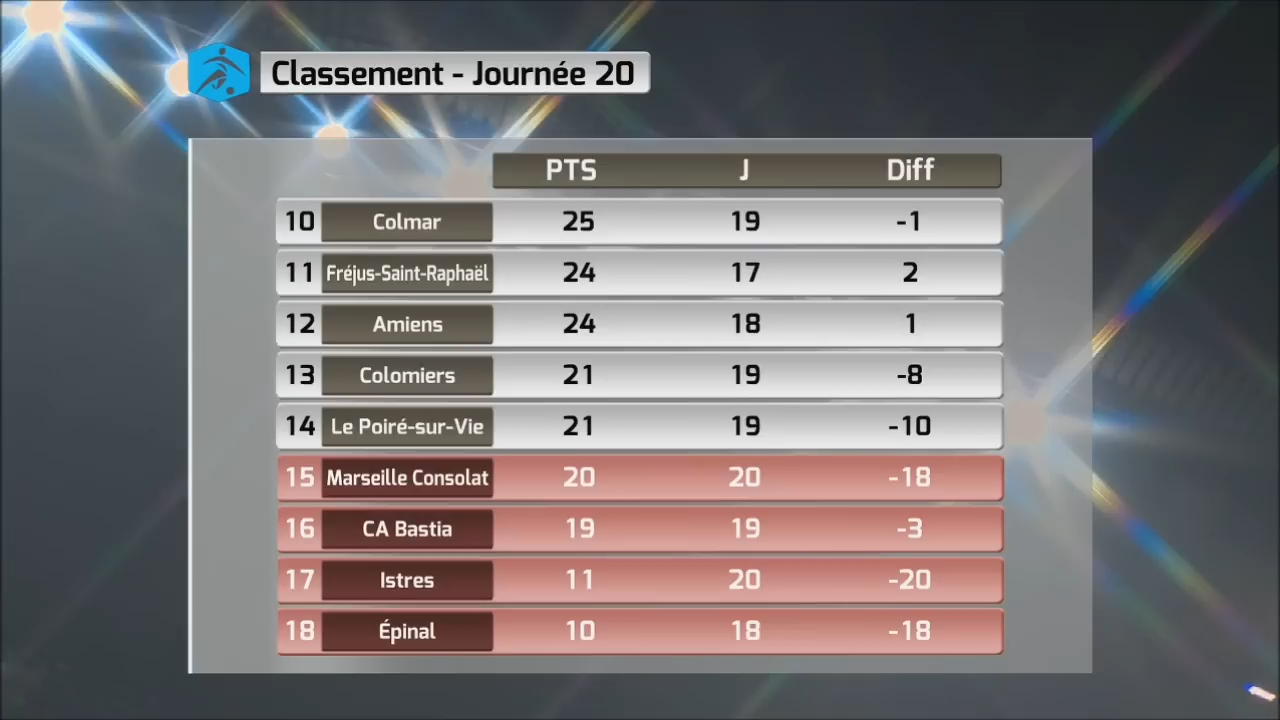 Classement - Journée 20
PTS J Diff
10 Colmar 25 19 -1
11 Fréjus-Saint-Raphaël 24 17 2
12 Amiens 24 18 1
13 Colomiers 21 19 -8
14 Le Poiré-sur-Vie 21 19 -10
15 Marseille Consolat 20 20 -18
16 CA Bastia 19 19 -3
17 Istres 11 20 -20
18 Épinal 10 18 -18